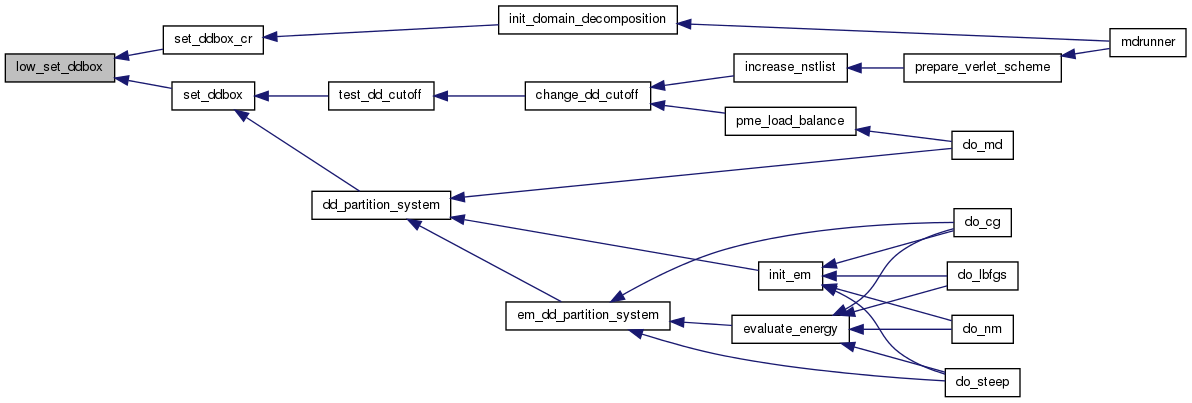 low_set_ddbox
set_ddbox_cr
init_domain_decomposition
mdrunner
set_ddbox
test_dd_cutoff
change_dd_cutoff
increase_nstlist
prepare_verlet_scheme
pme_load_balance
do_md
dd_partition_system
do_cg
init_em
do_lbfgs
em_dd_partition_system
evaluate_energy
do_nm
do_steep